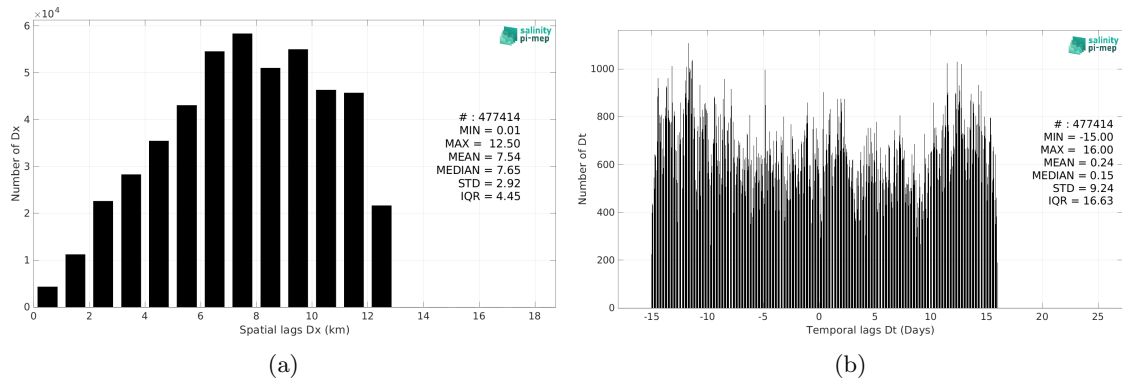 ×10⁴
6
5
4
3
2
1
0
Number of Dx
0 2 4 6 8 10 12 14 16 18
Spatial lags Dx (km)
salinity
pi-mep
# : 477414
MIN = 0.01
MAX = 12.50
MEAN = 7.54
MEDIAN = 7.65
STD = 2.92
IQR = 4.45
(a)
1000
800
600
400
200
0
Number of Dt
-15 -10 -5 0 5 10 15 20 25
Temporal lags Dt (Days)
salinity
pi-mep
# : 477414
MIN = -15.00
MAX = 16.00
MEAN = 0.24
MEDIAN = 0.15
STD = 9.24
IQR = 16.63
(b)